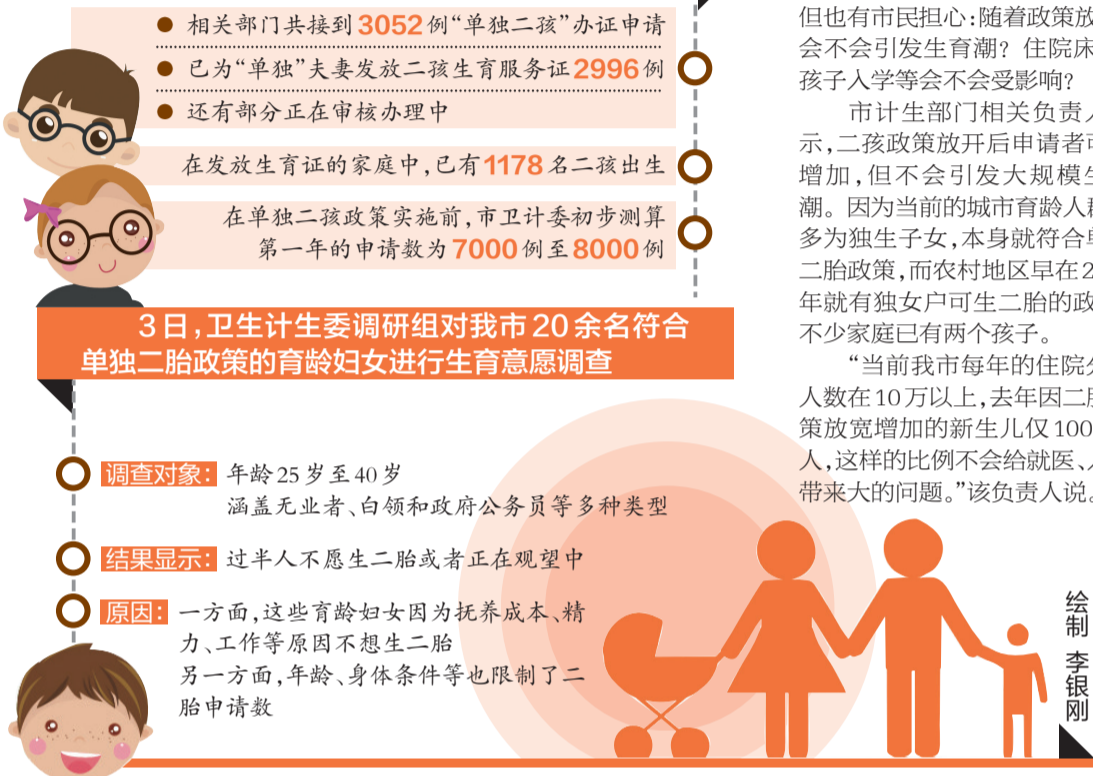 ● 相关部门共接到3052例“单独二孩”办证申请
● 已为“单独”夫妻发放二孩生育服务证2996例
● 还有部分正在审核办理中
在发放生育证的家庭中,已有1178名二孩出生
在单独二孩政策实施前,市卫计委初步测算
第一年的申请数为7000例至8000例
3日,卫生计生委调研组对我市20余名符合
单独二胎政策的育龄妇女进行生育意愿调查
调查对象: 年龄25岁至40岁
涵盖无业者、白领和政府公务员等多种类型
结果显示: 过半人不愿生二胎或者正在观望中
原因: 一方面,这些育龄妇女因为抚养成本、精
力、工作等原因不想生二胎
另一方面,年龄、身体条件等也限制了二
胎申请数
但也有市民担心:随着政策放
会不会引发生育潮? 住院床
孩子入学等会不会受影响?
市计生部门相关负责人
示,二孩政策放开后申请者可
增加,但不会引发大规模生
潮。因为当前的城市育龄人群
多为独生子女,本身就符合单
二胎政策,而农村地区早在2
年就有独女户可生二胎的政
不少家庭已有两个孩子。
“当前我市每年的住院分
人数在10万以上,去年因二胎
策放宽增加的新生儿仅100
人,这样的比例不会给就医、入
带来大的问题。”该负责人说。
绘制 李银刚